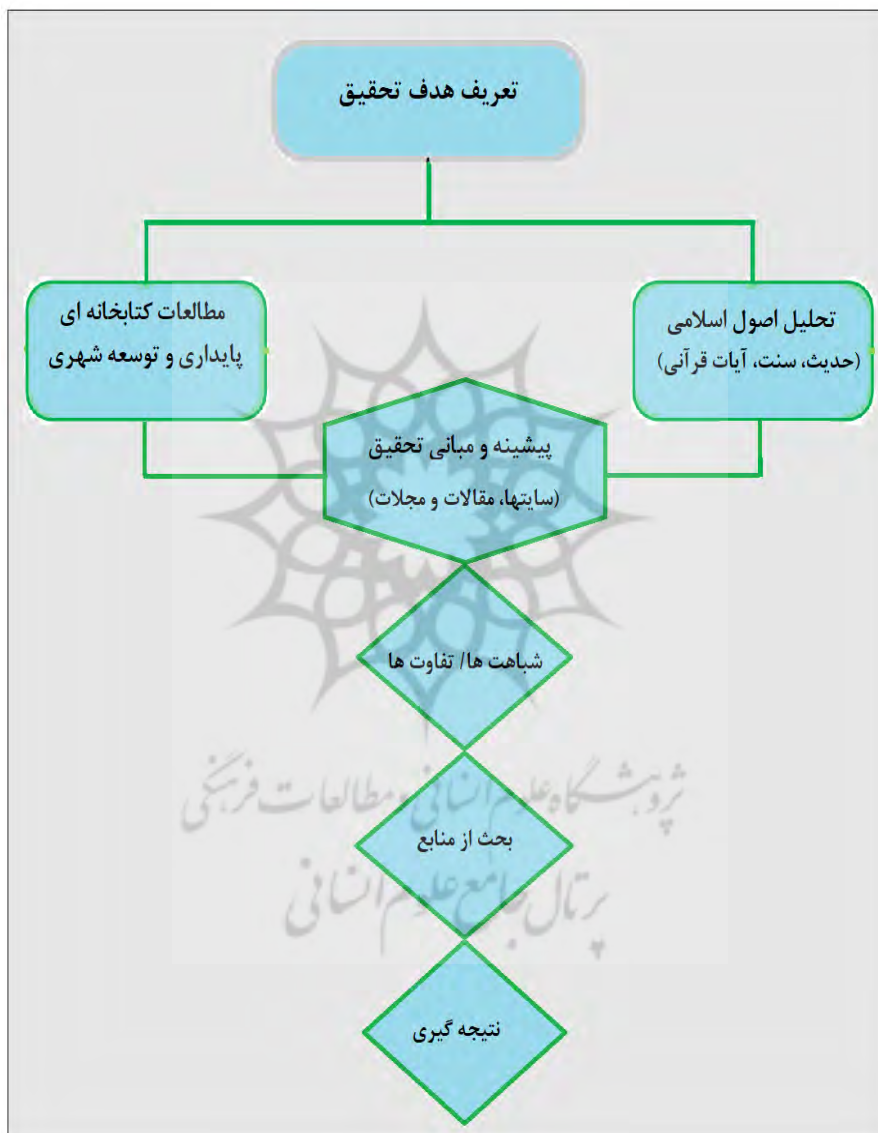 تعریف هدف تحقیق
تحلیل اصول اسلامی
(حدیث، سنت، آیات قرآنی)
مطالعات کتابخانه ای
پایداری و توسعه شهری
پیشینه و مبانی تحقیق
(سایتها، مقالات و مجلات)
شباهت ها/ تفاوت ها
پژوهشگاه علوم انسانی و مطالعات فرهنگی
بحث از منابع
پرتال جامع علوم انسانی
نتیجه گیری